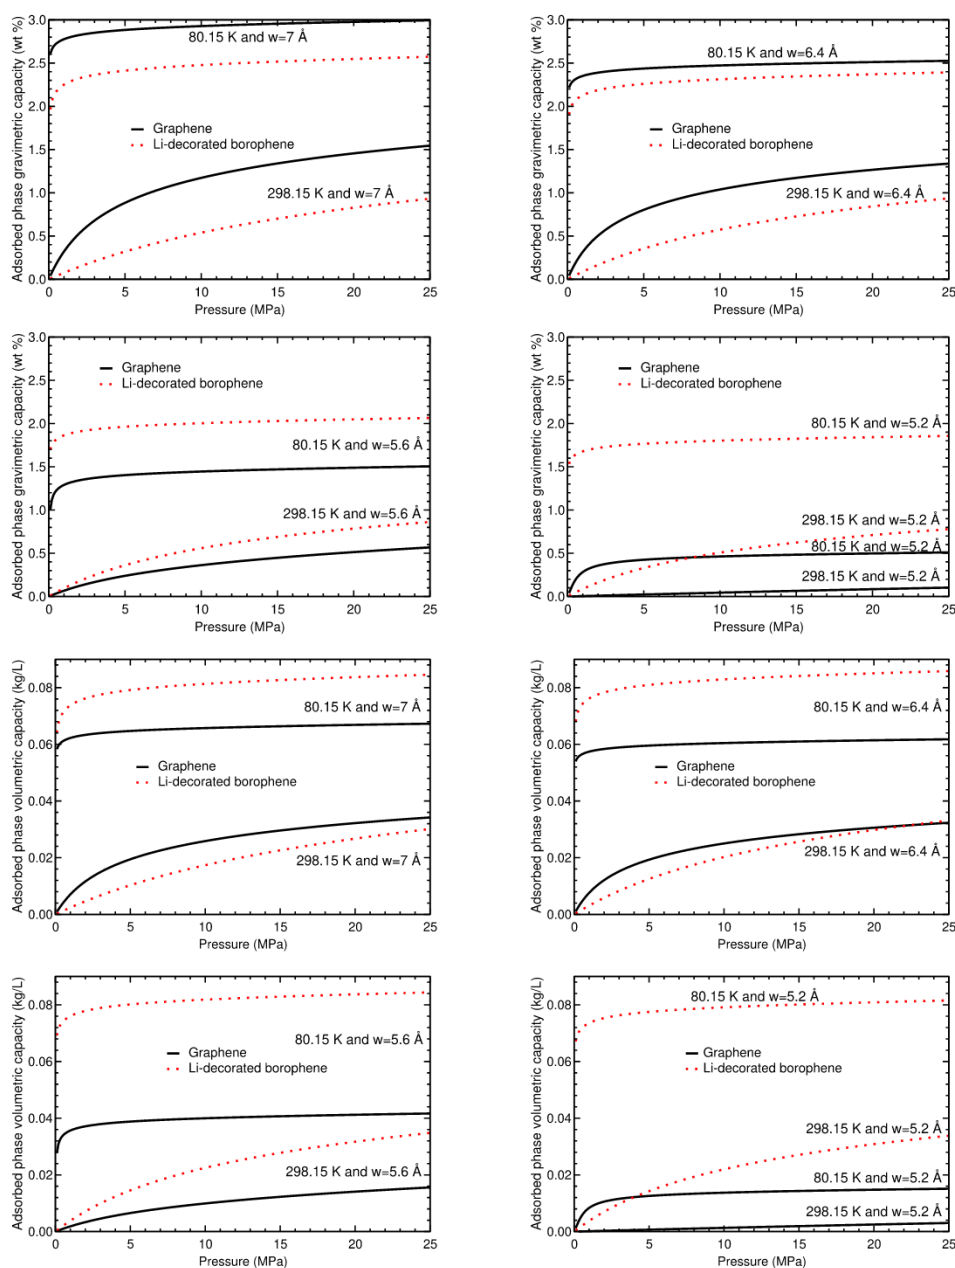 Adsorbed phase gravimetric capacity (wt %)
3.0
2.5
2.0
1.5
1.0
0.5
0.0
80.15 K and w=7 Å
Graphene
Li-decorated borophene
298.15 K and w=7 Å
0 5 10 15 20 25
Pressure (MPa)
Adsorbed phase gravimetric capacity (wt %)
3.0
2.5
2.0
1.5
1.0
0.5
0.0
80.15 K and w=6.4 Å
Graphene
Li-decorated borophene
298.15 K and w=6.4 Å
0 5 10 15 20 25
Pressure (MPa)
Adsorbed phase gravimetric capacity (wt %)
3.0
2.5
2.0
1.5
1.0
0.5
0.0
Graphene
Li-decorated borophene
80.15 K and w=5.6 Å
298.15 K and w=5.6 Å
0 5 10 15 20 25
Pressure (MPa)
Adsorbed phase gravimetric capacity (wt %)
3.0
2.5
2.0
1.5
1.0
0.5
0.0
Graphene
Li-decorated borophene
80.15 K and w=5.2 Å
298.15 K and w=5.2 Å
80.15 K and w=5.2 Å
298.15 K and w=5.2 Å
0 5 10 15 20 25
Pressure (MPa)
Adsorbed phase volumetric capacity (kg/L)
0.08
0.06
0.04
0.02
0.00
80.15 K and w=7 Å
Graphene
Li-decorated borophene
298.15 K and w=7 Å
0 5 10 15 20 25
Pressure (MPa)
Adsorbed phase volumetric capacity (kg/L)
0.08
0.06
0.04
0.02
0.00
80.15 K and w=6.4 Å
Graphene
Li-decorated borophene
298.15 K and w=6.4 Å
0 5 10 15 20 25
Pressure (MPa)
Adsorbed phase volumetric capacity (kg/L)
0.08
0.06
0.04
0.02
0.00
80.15 K and w=5.6 Å
Graphene
Li-decorated borophene
298.15 K and w=5.6 Å
0 5 10 15 20 25
Pressure (MPa)
Adsorbed phase volumetric capacity (kg/L)
0.08
0.06
0.04
0.02
0.00
80.15 K and w=5.2 Å
Graphene
Li-decorated borophene
298.15 K and w=5.2 Å
80.15 K and w=5.2 Å
298.15 K and w=5.2 Å
0 5 10 15 20 25
Pressure (MPa)